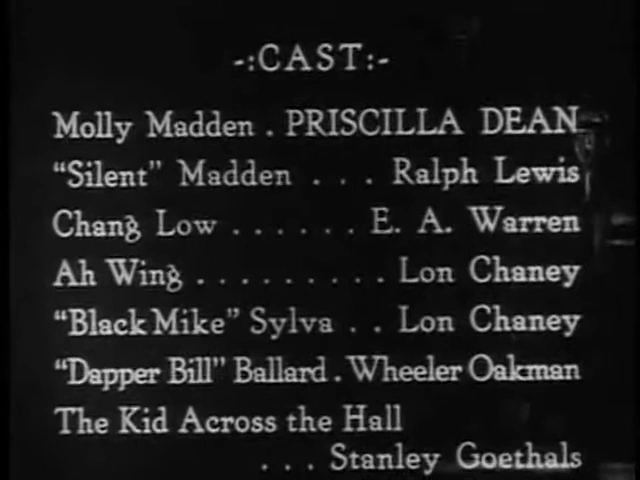 -:CAST:-
Molly Madden . PRISCILLA DEAN
"Silent" Madden . . . Ralph Lewis
Chang Low . . . . . . E. A. Warren
Ah Wing . . . . . . . . . Lon Chaney
"Black Mike" Sylva . . Lon Chaney
"Dapper Bill" Ballard . Wheeler Oakman
The Kid Across the Hall
. . . Stanley Goethals